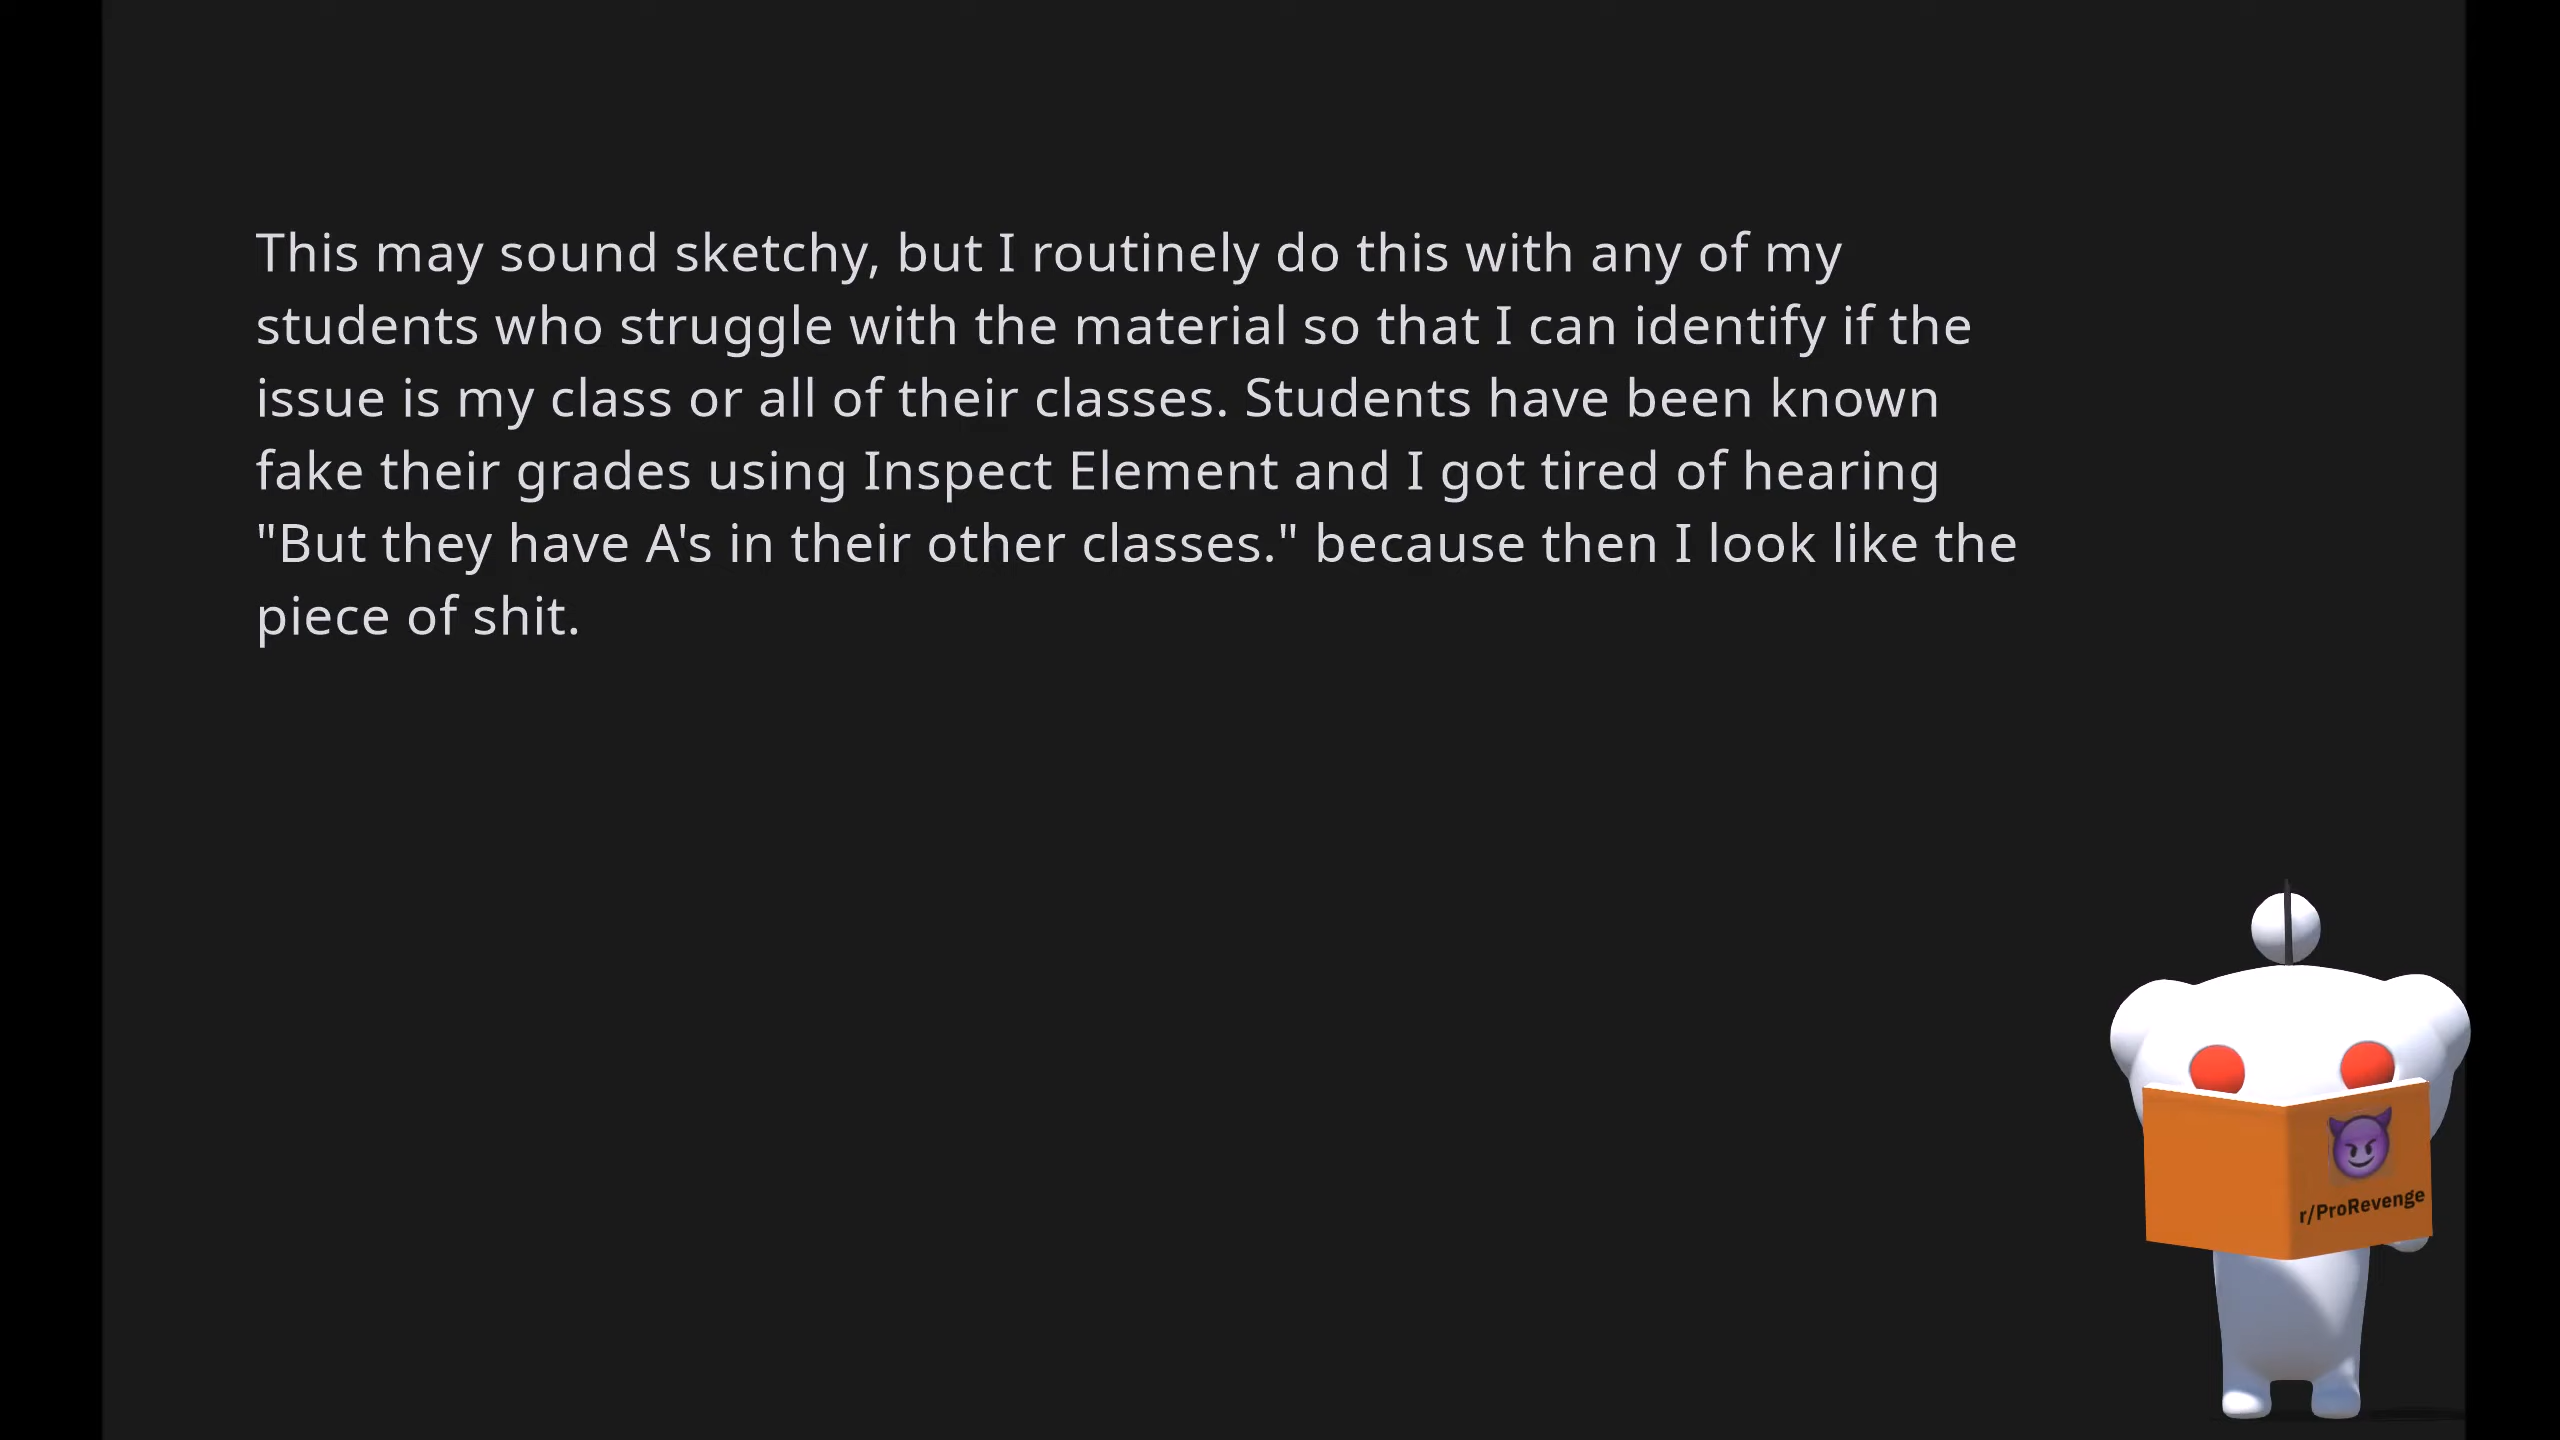 This may sound sketchy, but I routinely do this with any of my
students who struggle with the material so that I can identify if the
issue is my class or all of their classes. Students have been known
fake their grades using Inspect Element and I got tired of hearing
"But they have A's in their other classes." because then I look like the
piece of shit.
r/ProRevenge